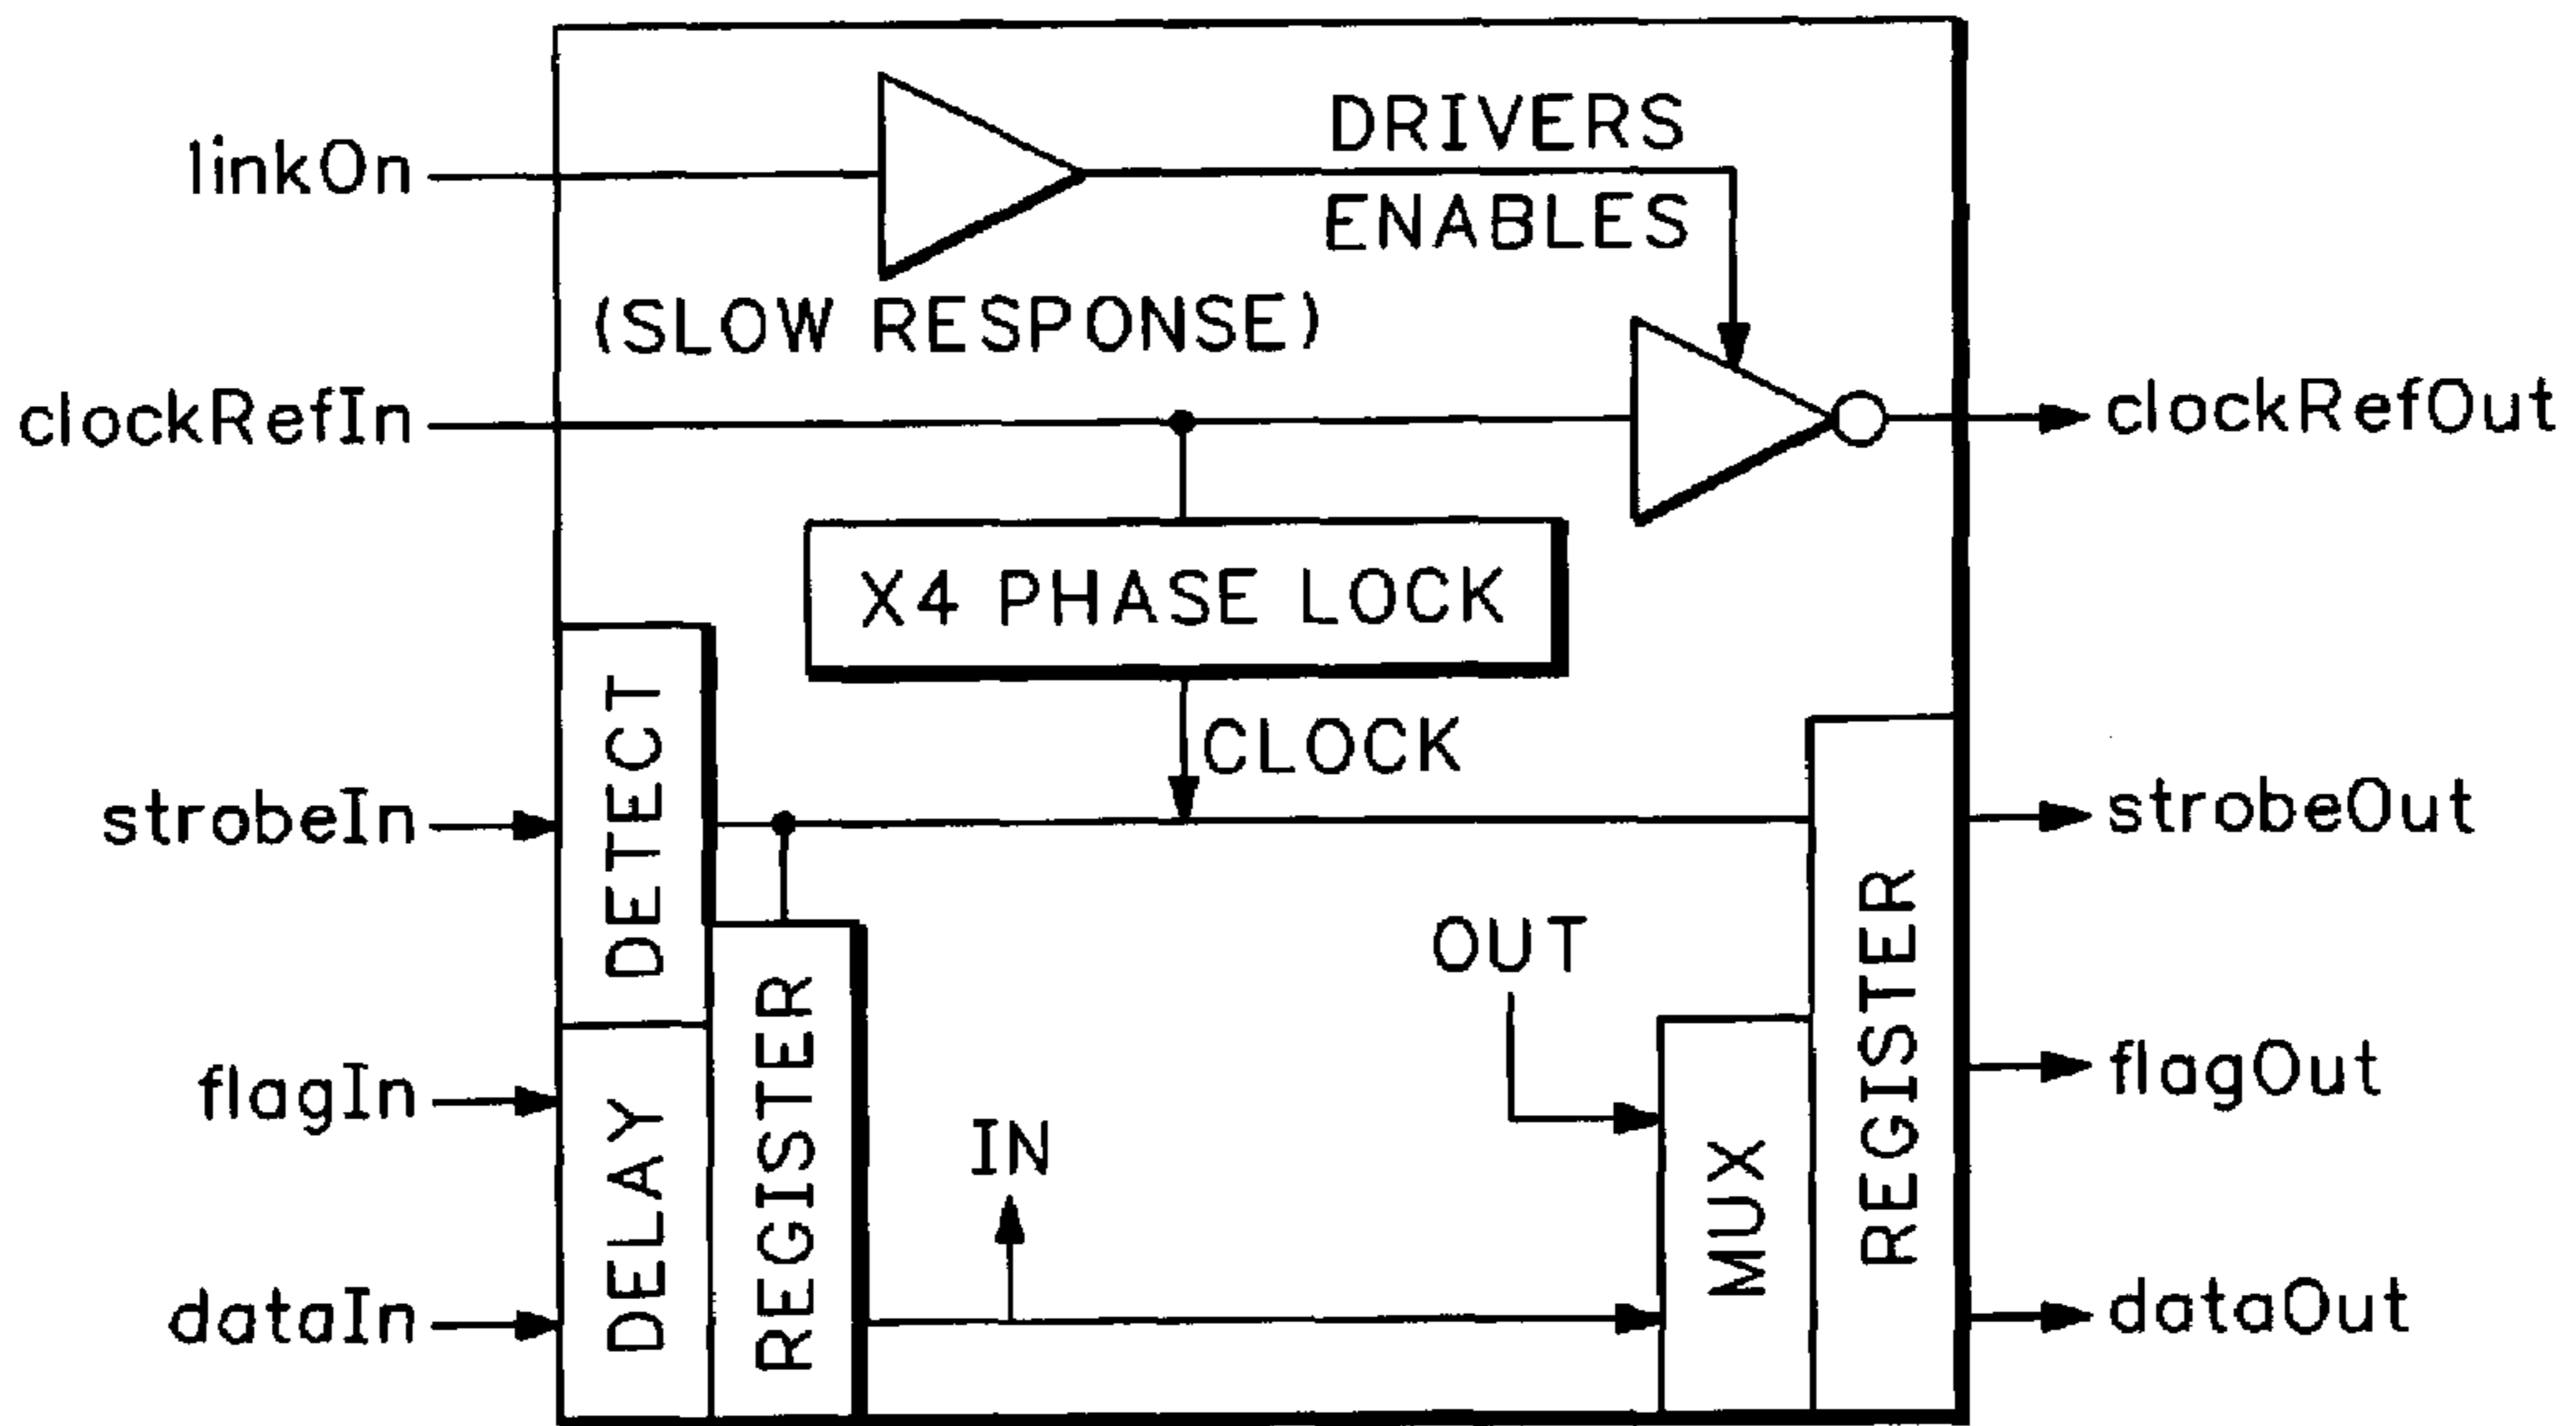 linkOn
DRIVERS
ENABLES
(SLOW RESPONSE)
clockRefIn
clockRefOut
X4 PHASE LOCK
CLOCK
DETECT
strobeIn
strobeOut
OUT
REGISTER
flagIn
flagOut
DELAY
REGISTER
IN
MUX
dataIn
dataOut